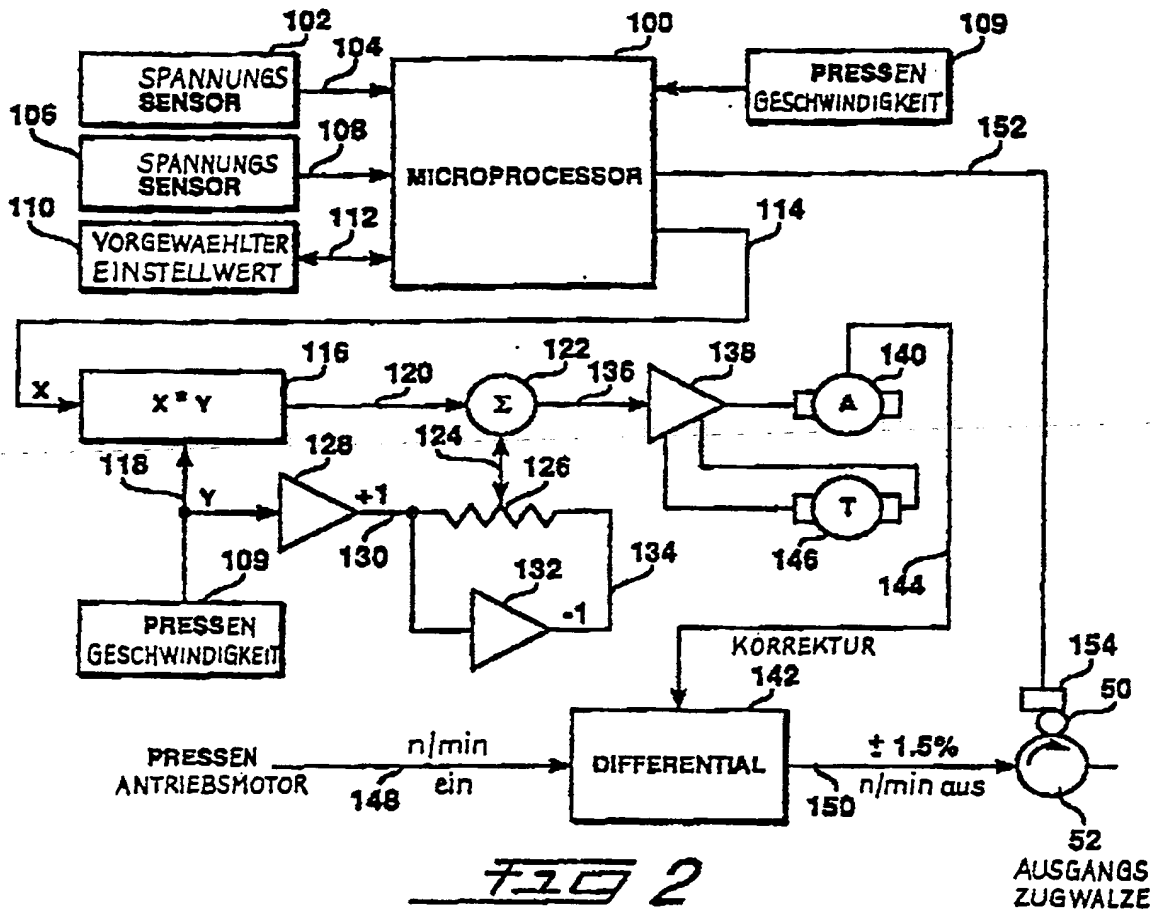 102
104
100
109
SPANNUNGS
SENSOR
PRESSEN
GESCHWINDIGKEIT
106
108
152
SPANNUNGS
SENSOR
MICROPROCESSOR
110
112
114
VORGEWAEHLTER
EINSTELLWERT
116
120
122
136
138
140
X
X * Y
Σ
A
118
128
124
126
Y
+1
T
130
146
109
132
134
144
-1
PRESSEN
GESCHWINDIGKEIT
KORREKTUR
142
154
50
PRESSEN
ANTRIEBSMOTOR
n/min
ein
148
DIFFERENTIAL
± 1.5%
n/min aus
150
52
AUSGANGS
ZUGWALZE
FIG 2